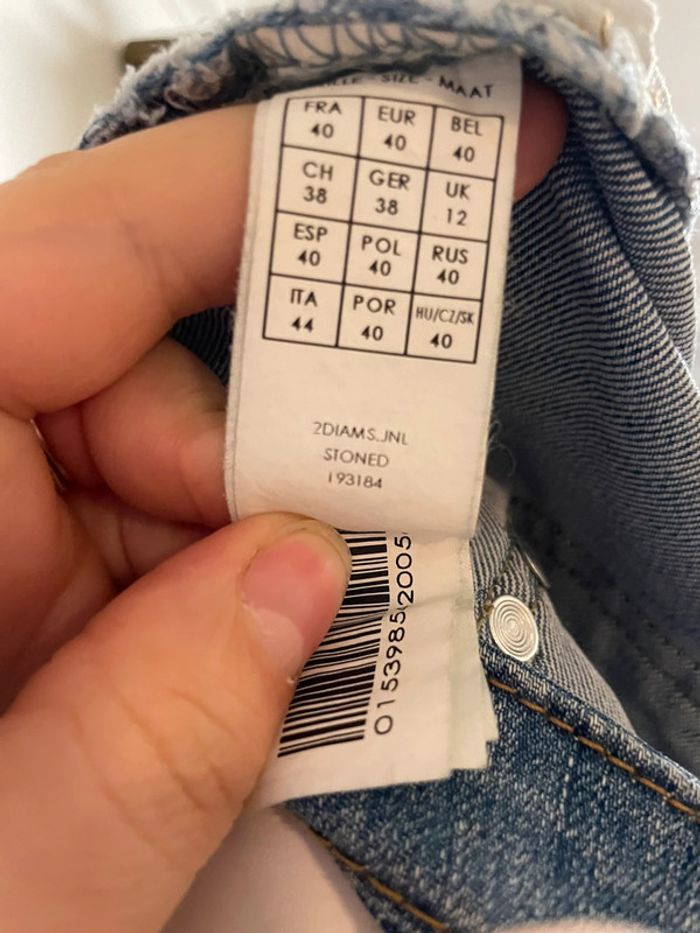 SIZE - MAAT
FRA EUR BEL
40 40 40
CH GER UK
38 38 12
ESP POL RUS
40 40 40
ITA POR HU/CZ/SK
44 40 40
2DIAMS.JNL
STONED
193184
0153985 2005